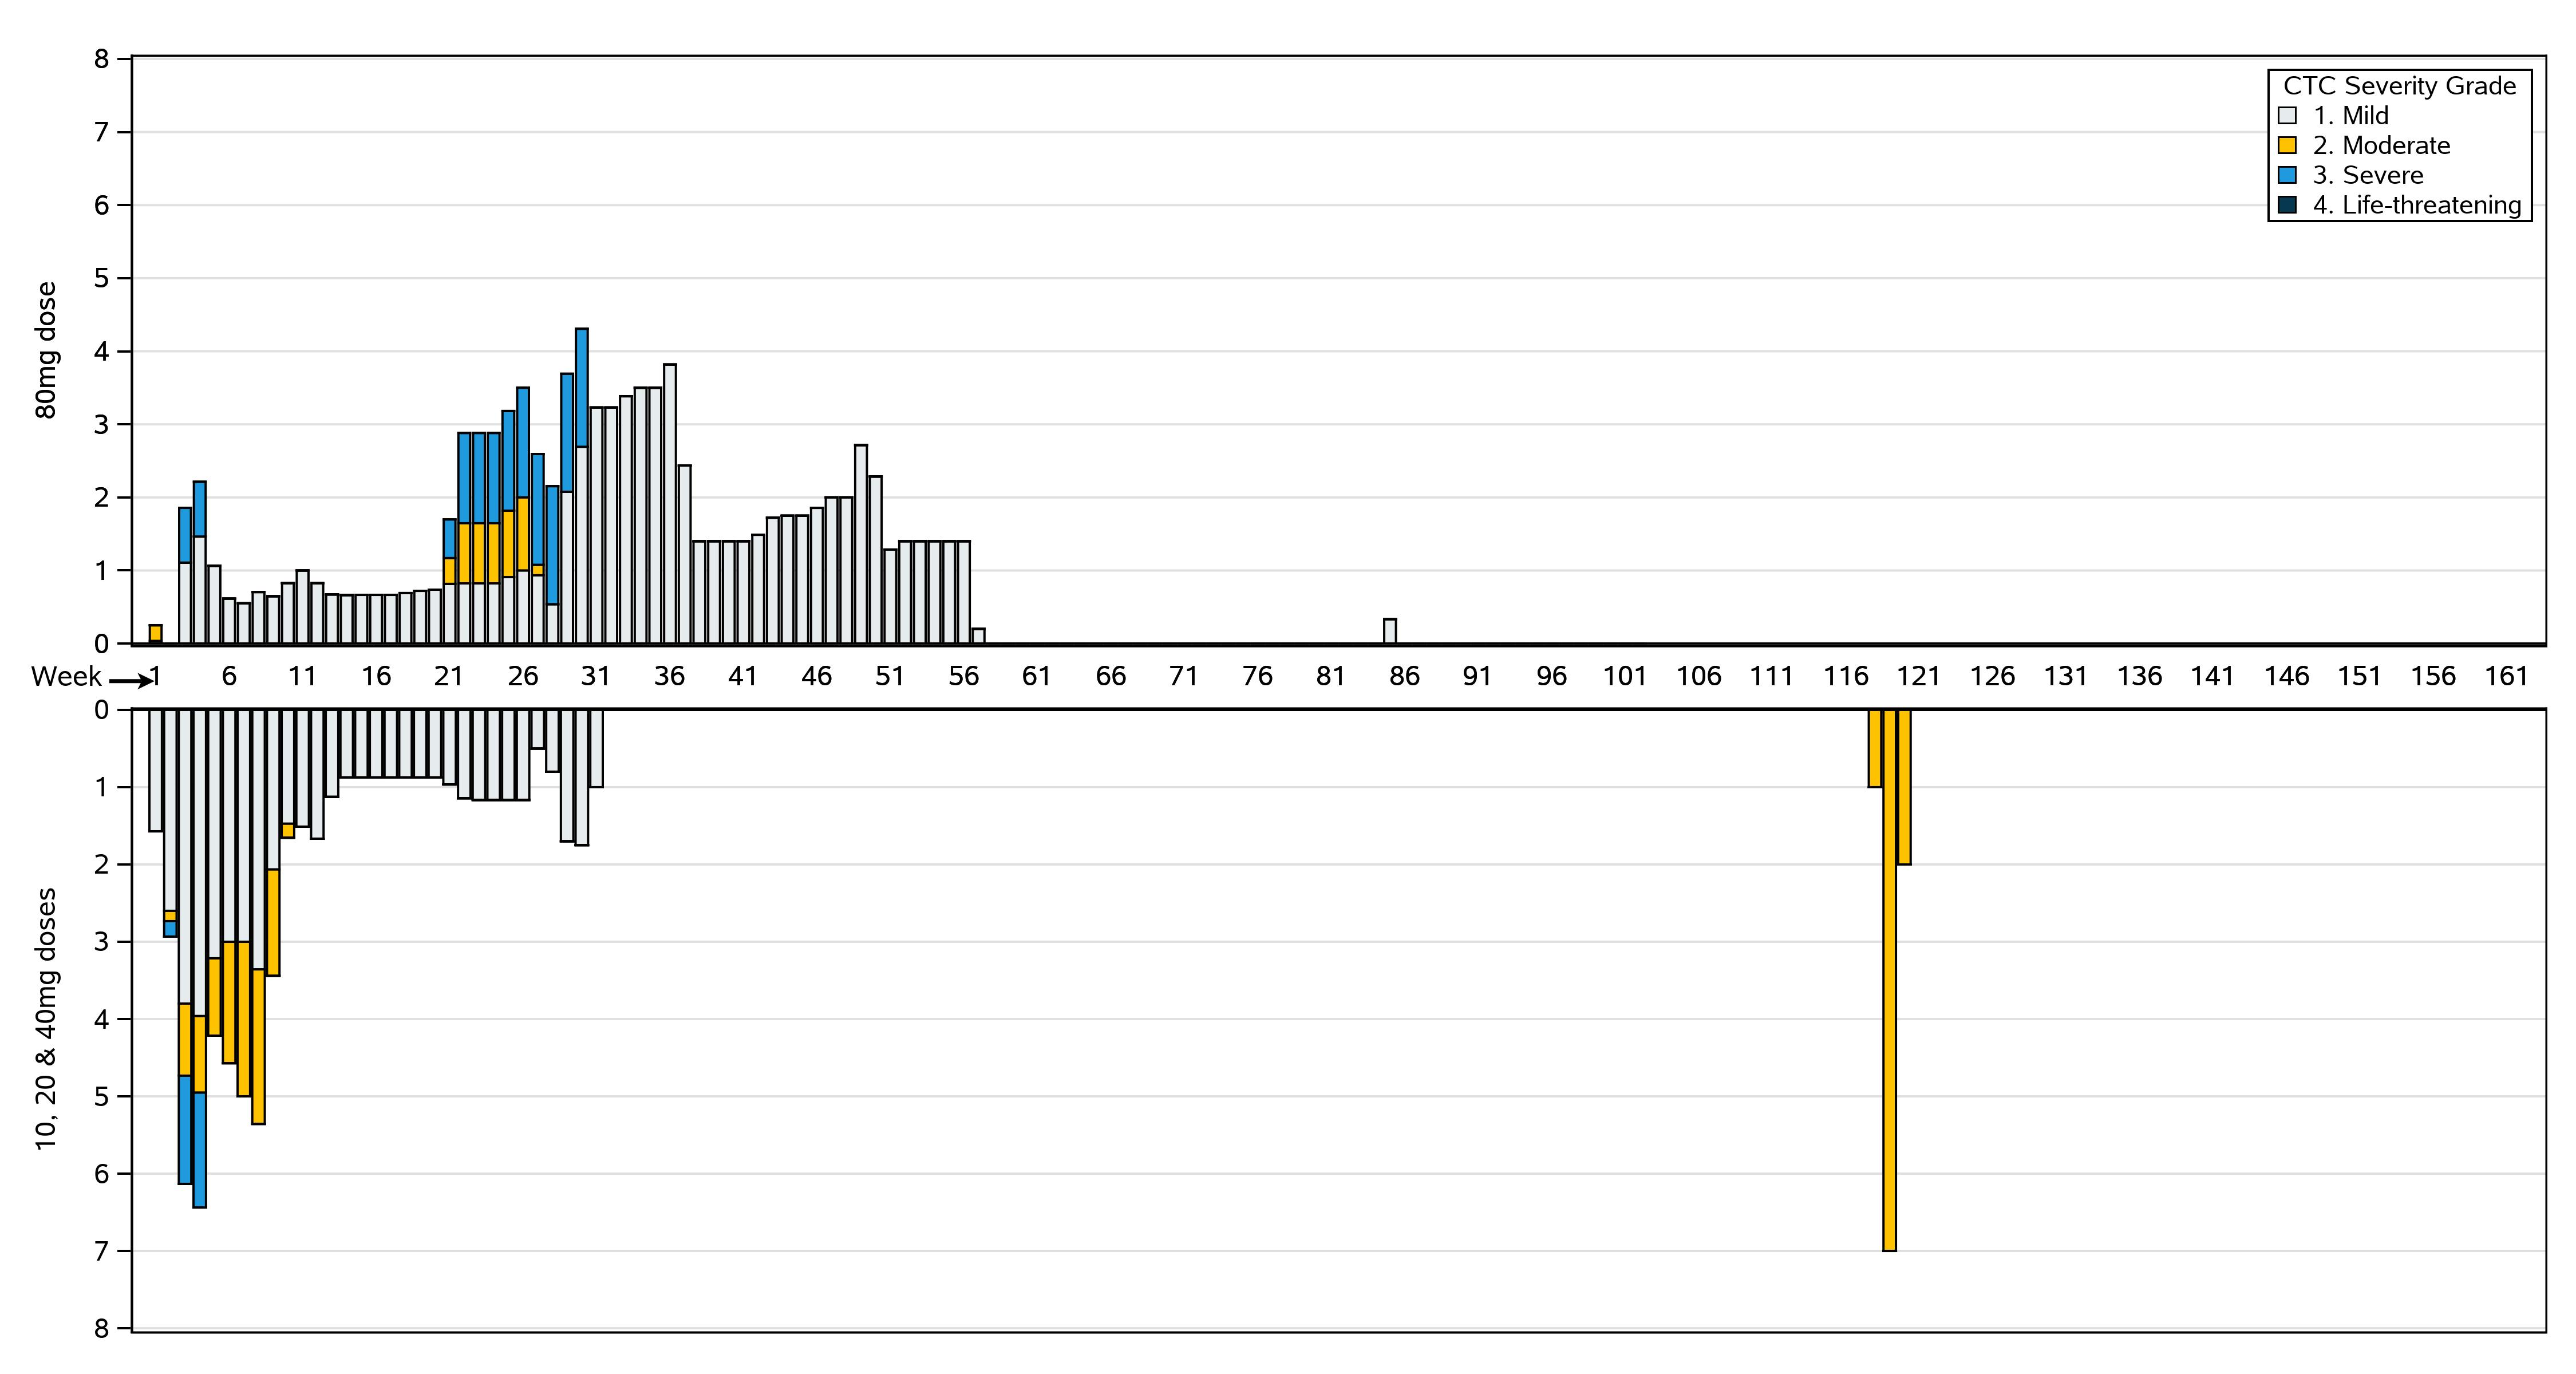 8
7
6
5
4
3
2
1
0
80mg dose
CTC Severity Grade
1. Mild
2. Moderate
3. Severe
4. Life-threatening
Week 1 6 11 16 21 26 31 36 41 46 51 56 61 66 71 76 81 86 91 96 101 106 111 116 121 126 131 136 141 146 151 156 161
0
1
2
3
4
5
6
7
8
10, 20 & 40mg doses